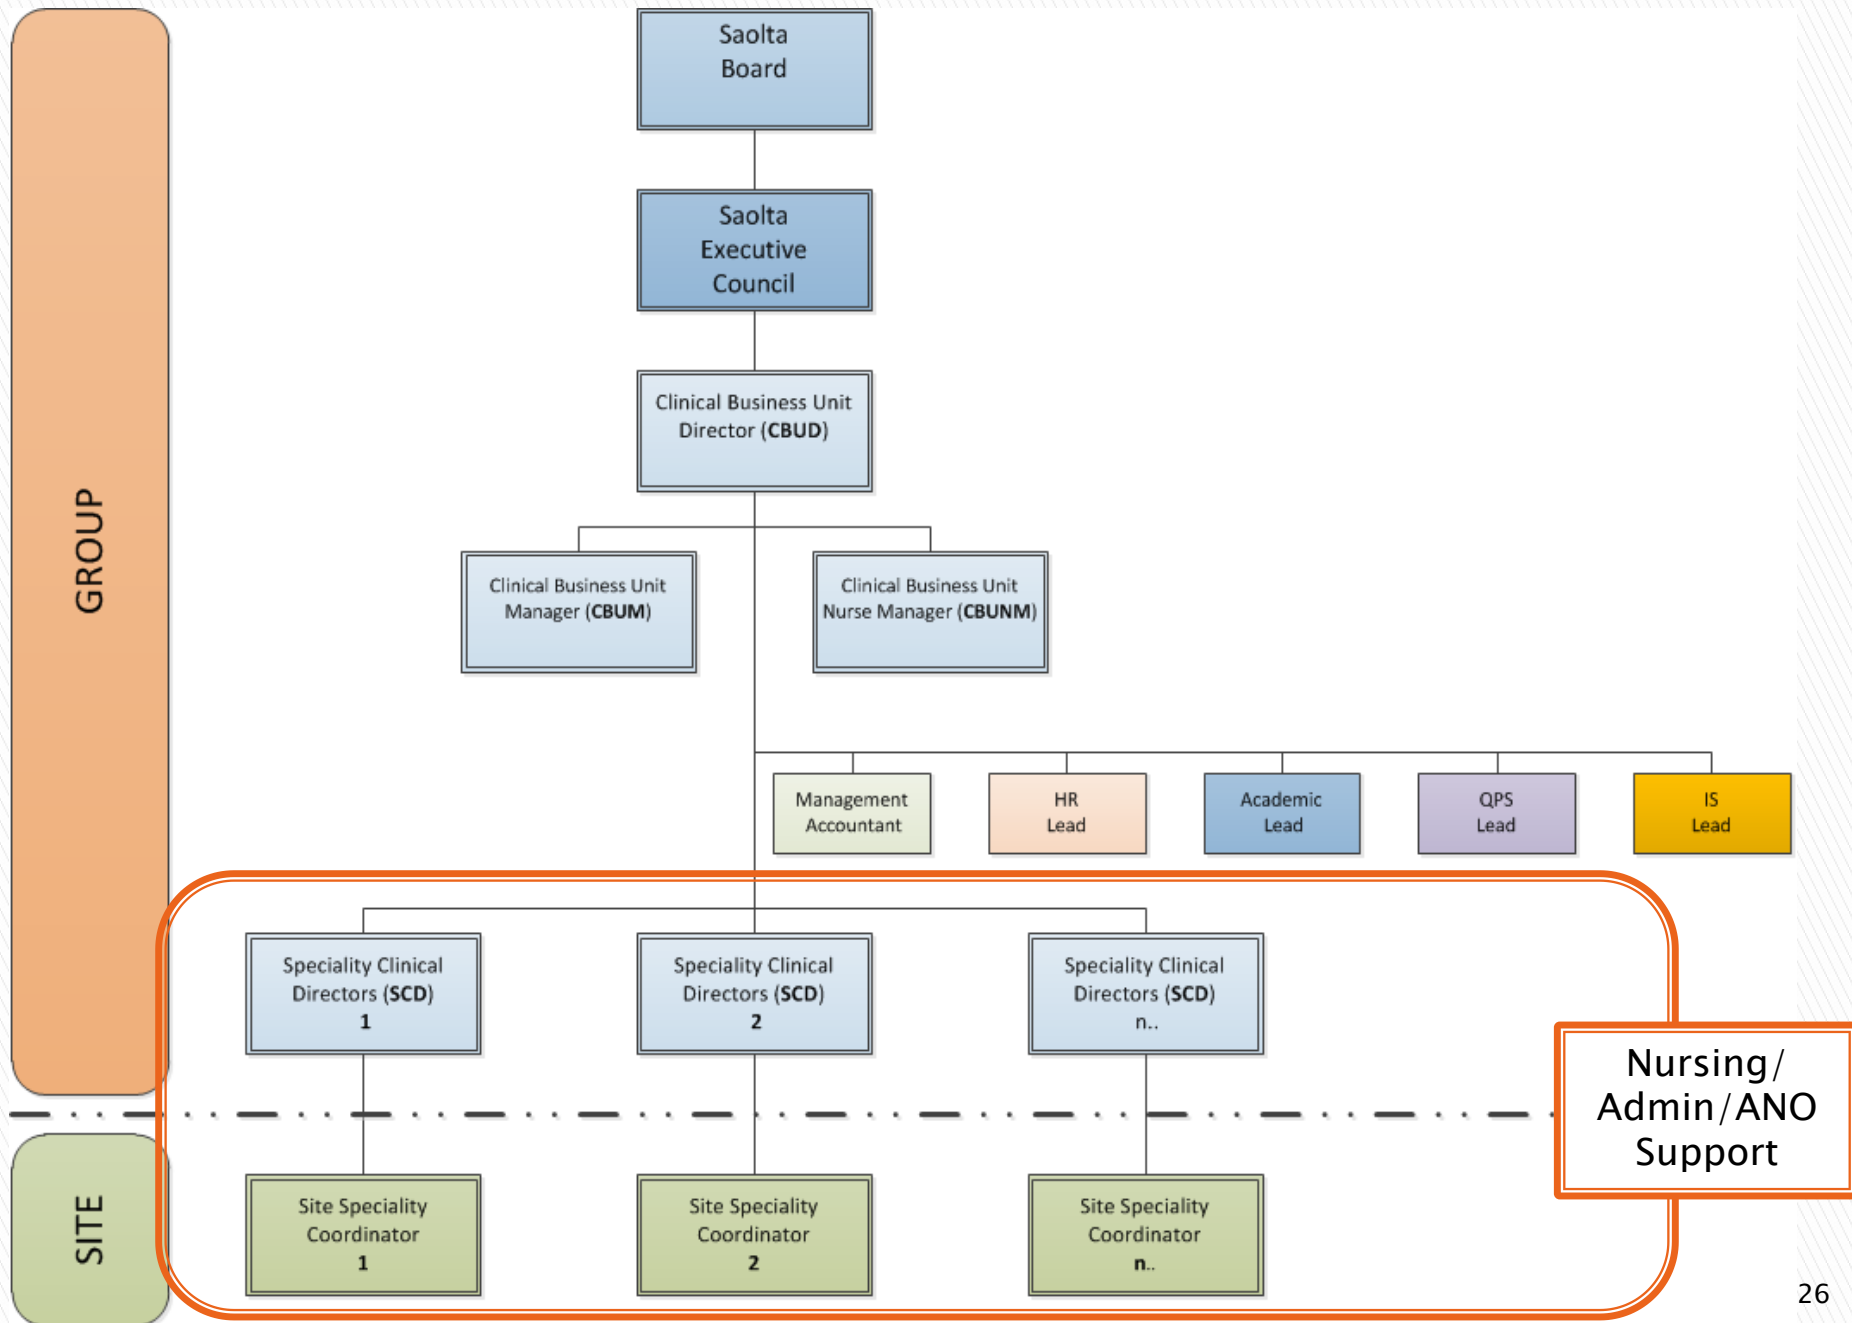 Saolta
Board
Saolta
Executive
Council
Clinical Business Unit
Director (CBUD)
GROUP
Clinical Business Unit
Manager (CBUM)
Clinical Business Unit
Nurse Manager (CBUNM)
Management
Accountant
HR
Lead
Academic
Lead
QPS
Lead
IS
Lead
Speciality Clinical
Directors (SCD)
1
Speciality Clinical
Directors (SCD)
2
Speciality Clinical
Directors (SCD)
n..
Nursing/
Admin/ANO
Support
SITE
Site Speciality
Coordinator
1
Site Speciality
Coordinator
2
Site Speciality
Coordinator
n..
26